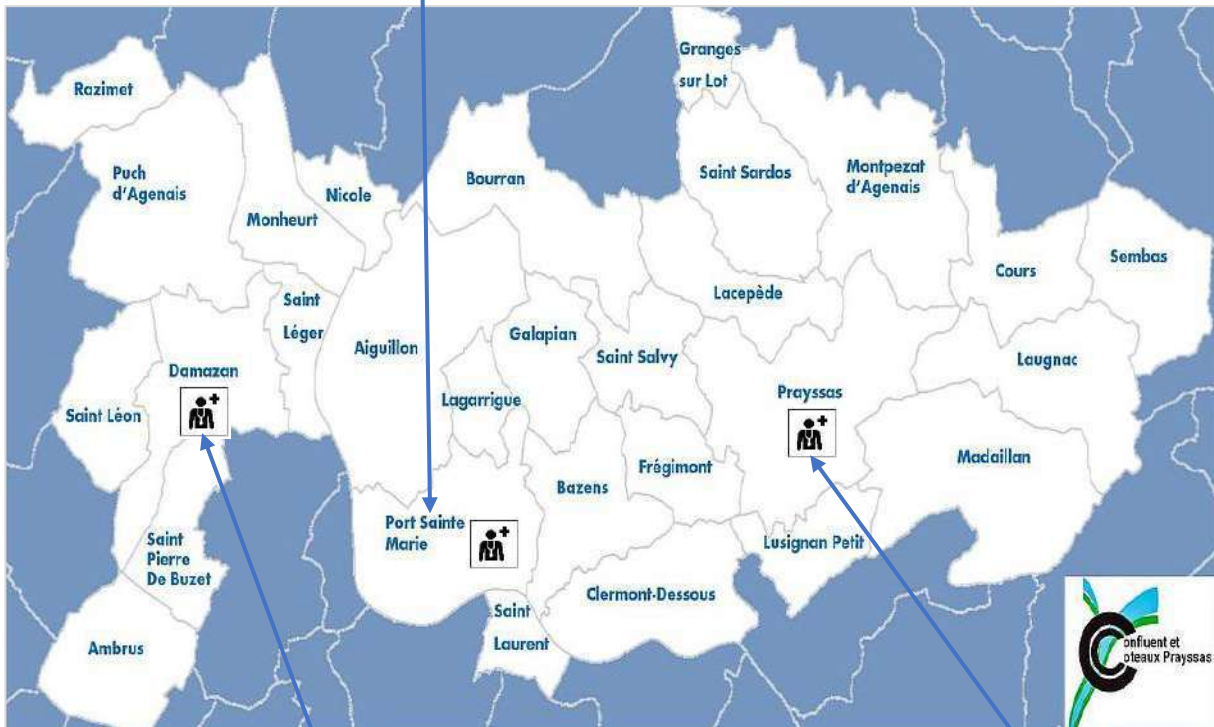 Granges
sur Lot
Razimet
Puch
d'Agenais
Monheurt
Nicole
Bourran
Saint Sardos
Montpezat
d'Agenais
Cours
Sembas
Saint
Léger
Aiguillon
Galapian
Lacepède
Saint Salvy
Laugnac
Damazan
Saint Léon
Lagarrigue
Prayssas
Bazens
Frégimont
Madaillan
Port Sainte
Marie
Lusignan Petit
Saint
Pierre
De Buzet
Clermont-Dessous
Saint
Laurent
Ambrus
Confluent et
Coteaux Prayssas